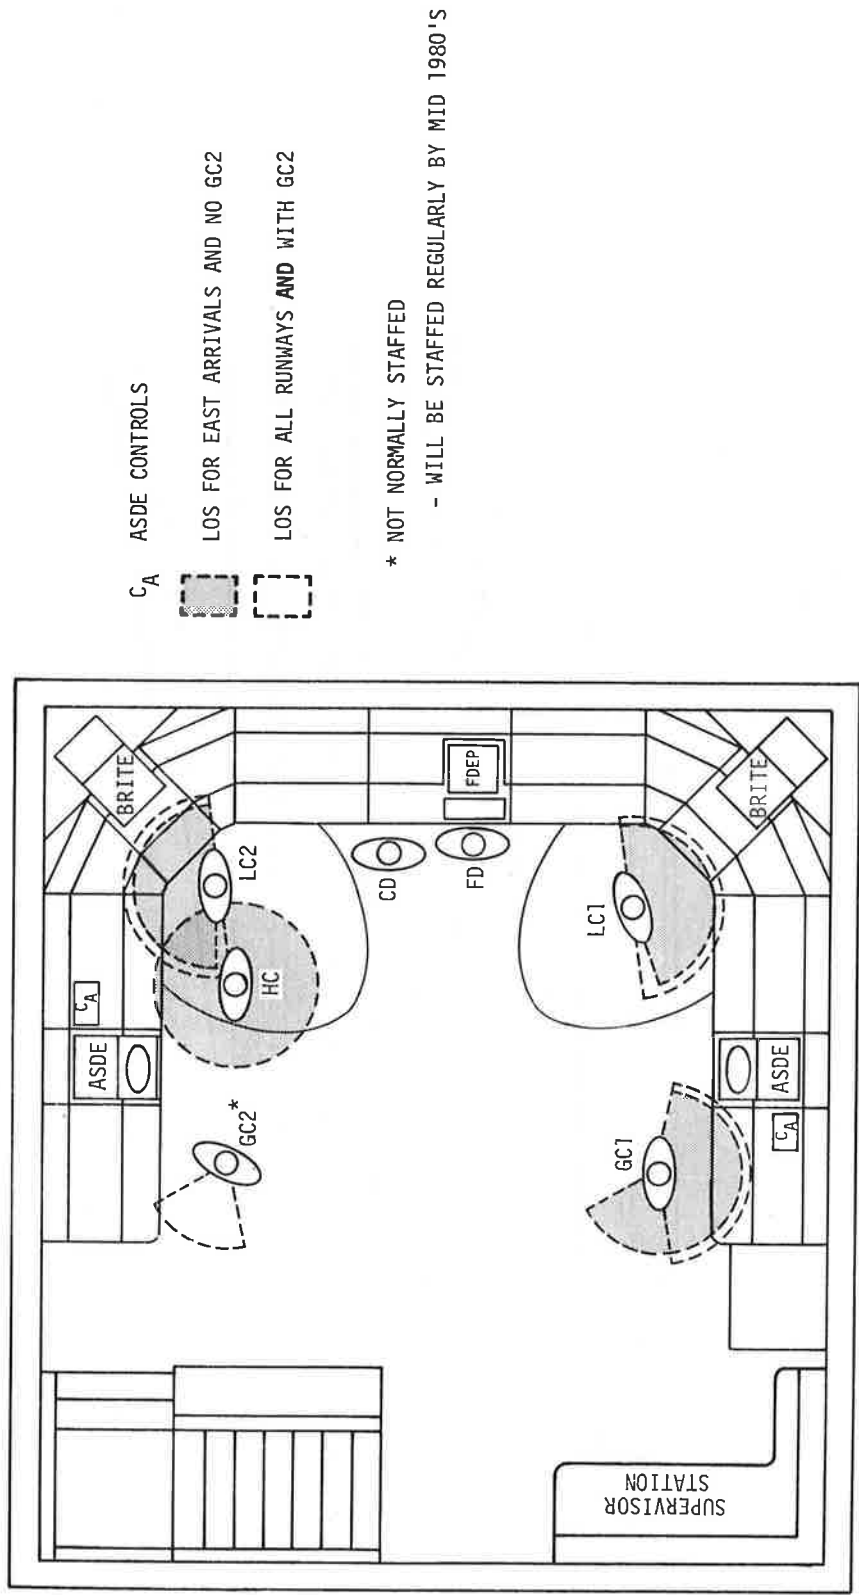 C_A ASDE CONTROLS
LOS FOR EAST ARRIVALS AND NO GC2
LOS FOR ALL RUNWAYS AND WITH GC2
* NOT NORMALLY STAFFED
- WILL BE STAFFED REGULARLY BY MID 1980'S
BRITE
LC2
HC
C_A
ASDE
GC2*
CD
FD
FDEP
BRITE
LC1
GC1
ASDE
C_A
SUPERVISOR
STATION